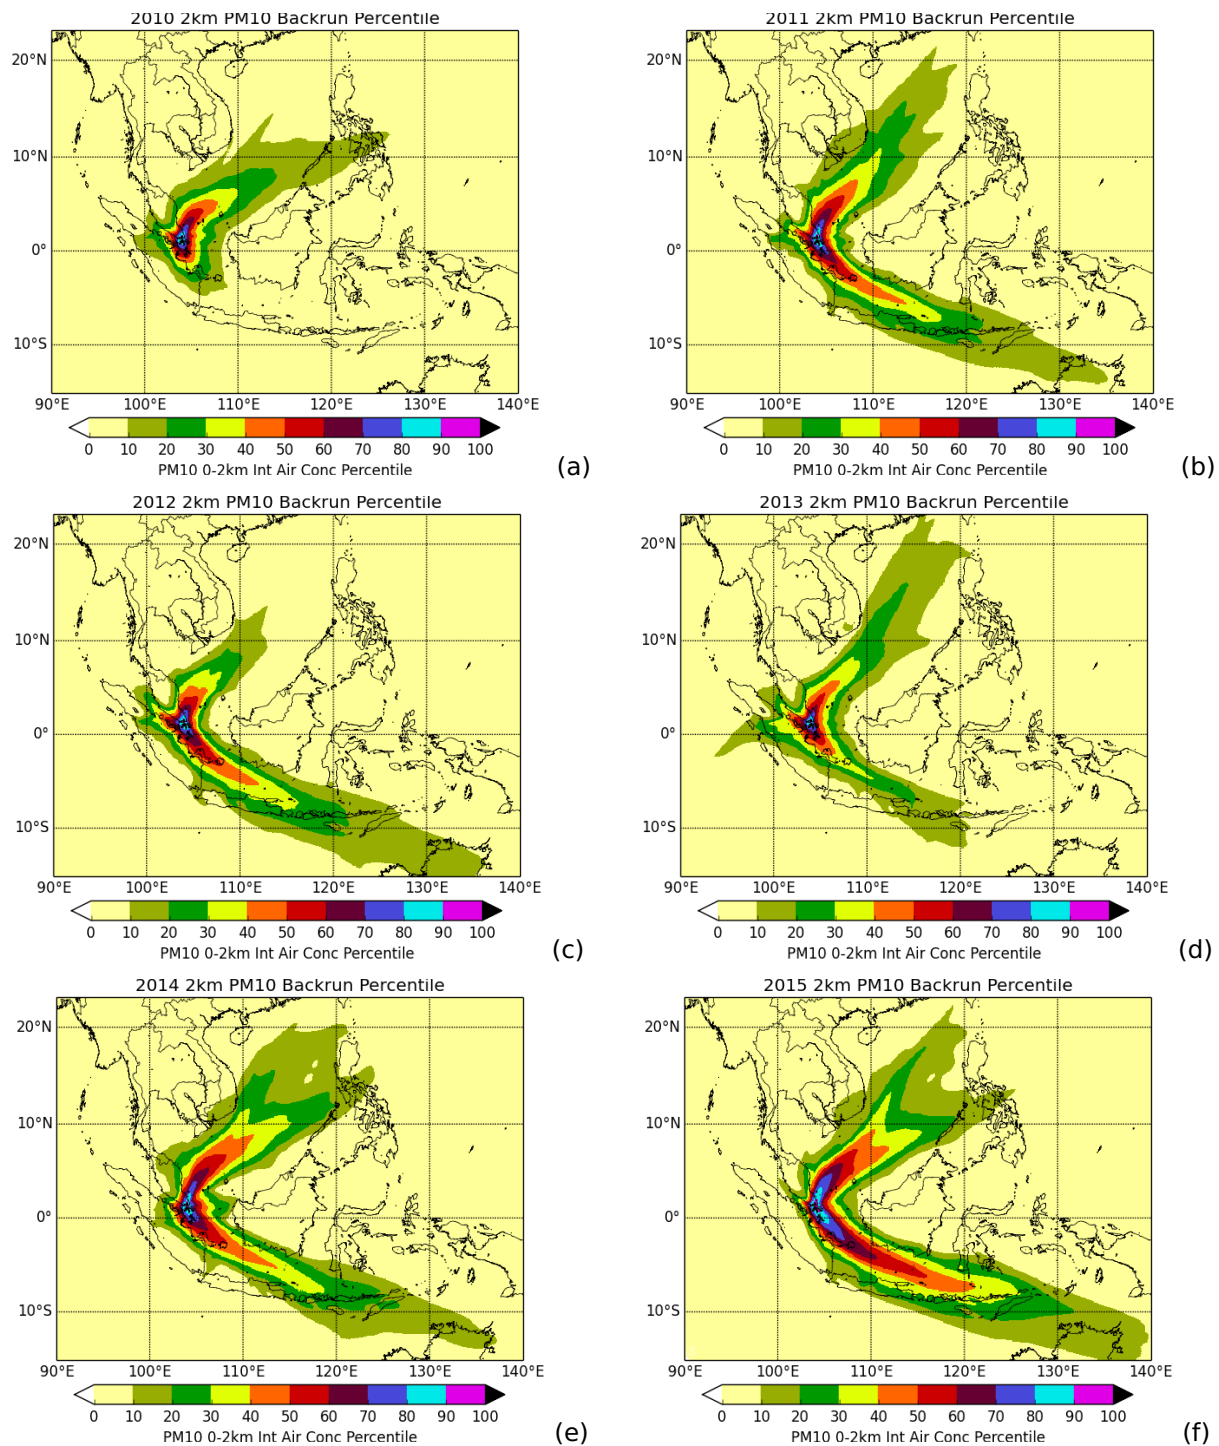 2010 2km PM10 Backrun Percentile
20°N
10°N
0°
10°S
90°E 100°E 110°E 120°E 130°E 140°E
0 10 20 30 40 50 60 70 80 90 100
PM10 0-2km Int Air Conc Percentile
(a)
2011 2km PM10 Backrun Percentile
20°N
10°N
0°
10°S
90°E 100°E 110°E 120°E 130°E 140°E
0 10 20 30 40 50 60 70 80 90 100
PM10 0-2km Int Air Conc Percentile
(b)
2012 2km PM10 Backrun Percentile
20°N
10°N
0°
10°S
90°E 100°E 110°E 120°E 130°E 140°E
0 10 20 30 40 50 60 70 80 90 100
PM10 0-2km Int Air Conc Percentile
(c)
2013 2km PM10 Backrun Percentile
20°N
10°N
0°
10°S
90°E 100°E 110°E 120°E 130°E 140°E
0 10 20 30 40 50 60 70 80 90 100
PM10 0-2km Int Air Conc Percentile
(d)
2014 2km PM10 Backrun Percentile
20°N
10°N
0°
10°S
90°E 100°E 110°E 120°E 130°E 140°E
0 10 20 30 40 50 60 70 80 90 100
PM10 0-2km Int Air Conc Percentile
(e)
2015 2km PM10 Backrun Percentile
20°N
10°N
0°
10°S
90°E 100°E 110°E 120°E 130°E 140°E
0 10 20 30 40 50 60 70 80 90 100
PM10 0-2km Int Air Conc Percentile
(f)